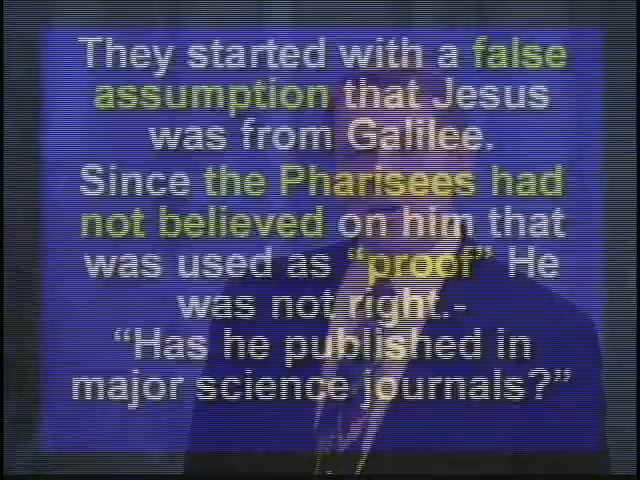 They started with a false
assumption that Jesus
was from Galilee.
Since the Pharisees had
not believed on him that
was used as “proof” He
was not right.-
“Has he published in
major science journals?”